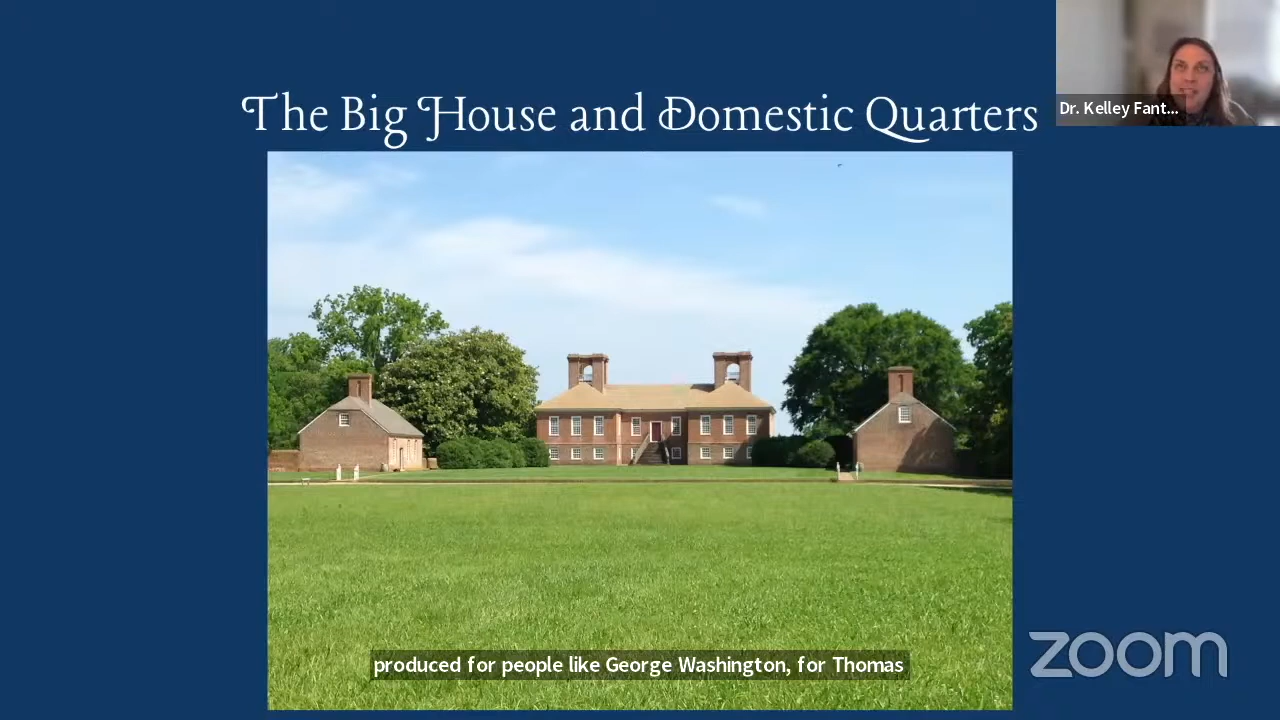 The Big House and Domestic Quarters
Dr. Kelley Fant...
produced for people like George Washington, for Thomas
zoom